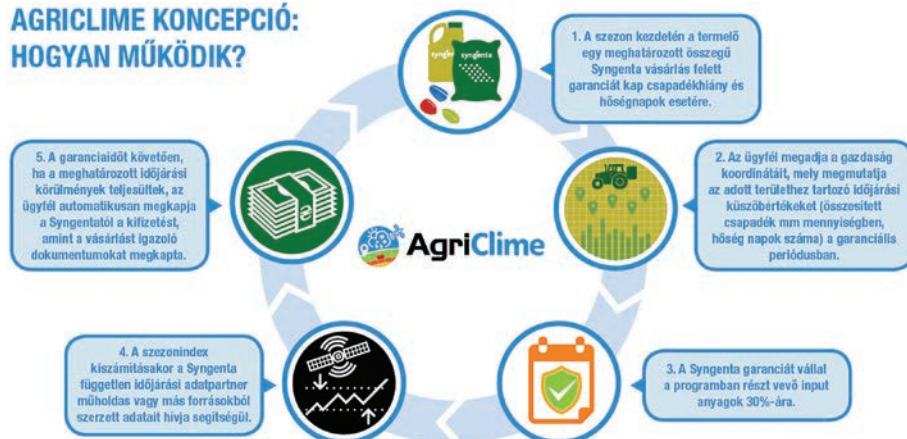 AGRICLIME KONCEPCIÓ:
HOGYAN MŰKÖDIK?
syngenta
syngenta
1. A szezon kezdetén a termelő
egy meghatározott összegű
Syngenta vásárlás felett
garanciát kap csapadékhiány és
hőségnapok esetére.
2. Az ügyfél megadja a gazdaság
koordinátáit, mely megmutatja
az adott területhez tartozó időjárási
küszöbértékeket (összesített
csapadék mm mennyiségben,
hőség napok száma) a garanciális
periódusban.
3. A Syngenta garanciát vállal
a programban részt vevő input
anyagok 30%-ára.
4. A szezonindex
kiszámításakor a Syngenta
független időjárási adatpartner
műholdas vagy más forrásokból
szerzett adatait hívja segítségül.
5. A garanciaidőt követően,
ha a meghatározott időjárási
körülmények teljesültek, az
ügyfél automatikusan megkapja
a Syngentától a kifizetést,
amint a vásárlást igazoló
dokumentumokat megkapta.
AgriClime